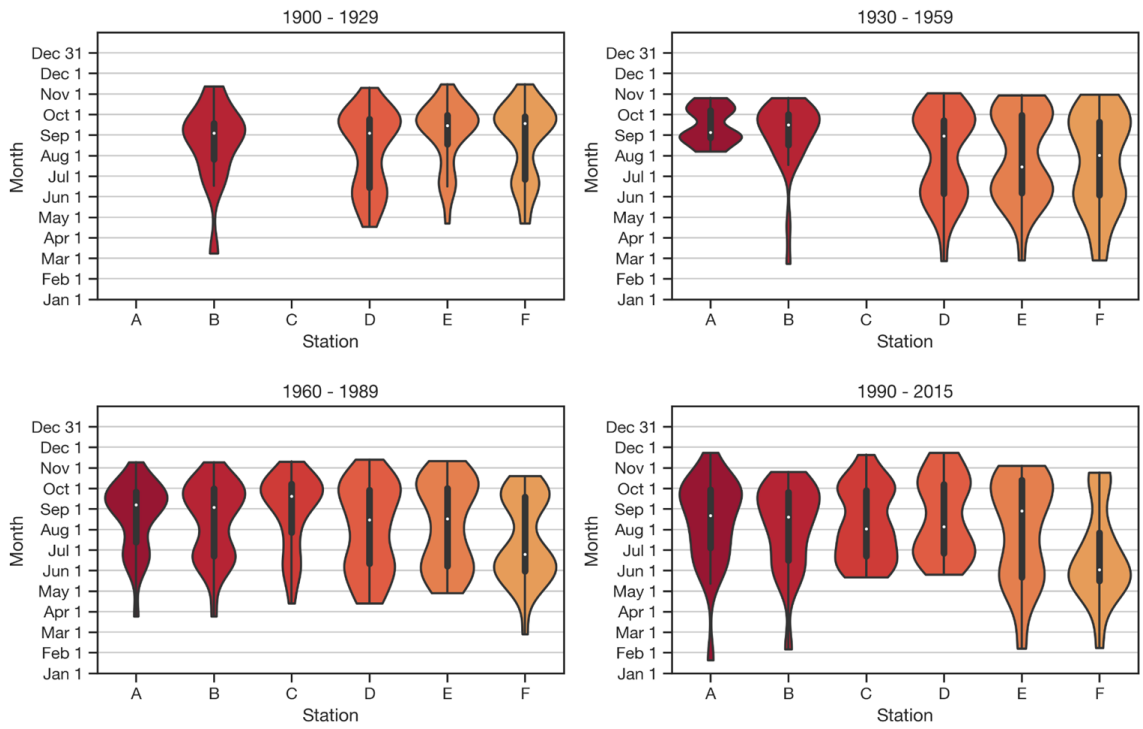 1900 - 1929
Dec 31
Dec 1
Nov 1
Oct 1
Sep 1
Aug 1
Jul 1
Jun 1
May 1
Apr 1
Mar 1
Feb 1
Jan 1
Month
A B C D E F
Station
1930 - 1959
Dec 31
Dec 1
Nov 1
Oct 1
Sep 1
Aug 1
Jul 1
Jun 1
May 1
Apr 1
Mar 1
Feb 1
Jan 1
Month
A B C D E F
Station
1960 - 1989
Dec 31
Dec 1
Nov 1
Oct 1
Sep 1
Aug 1
Jul 1
Jun 1
May 1
Apr 1
Mar 1
Feb 1
Jan 1
Month
A B C D E F
Station
1990 - 2015
Dec 31
Dec 1
Nov 1
Oct 1
Sep 1
Aug 1
Jul 1
Jun 1
May 1
Apr 1
Mar 1
Feb 1
Jan 1
Month
A B C D E F
Station